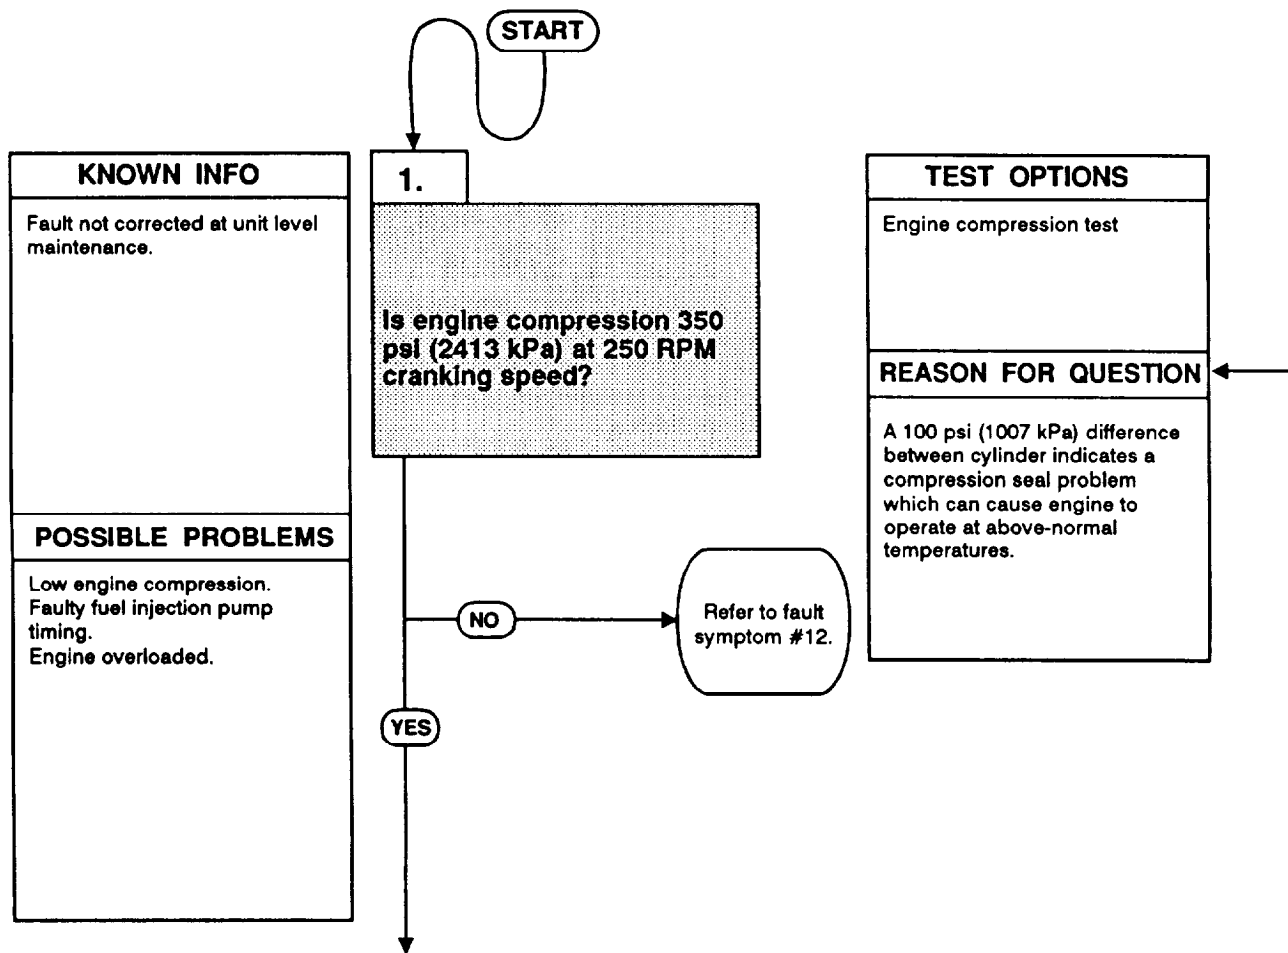 START
KNOWN INFO
Fault not corrected at unit level
maintenance.
POSSIBLE PROBLEMS
Low engine compression.
Faulty fuel injection pump
timing.
Engine overloaded.
1.
Is engine compression 350
psi (2413 kPa) at 250 RPM
cranking speed?
NO
Refer to fault
symptom #12.
YES
TEST OPTIONS
Engine compression test
REASON FOR QUESTION
A 100 psi (1007 kPa) difference
between cylinder indicates a
compression seal problem
which can cause engine to
operate at above-normal
temperatures.